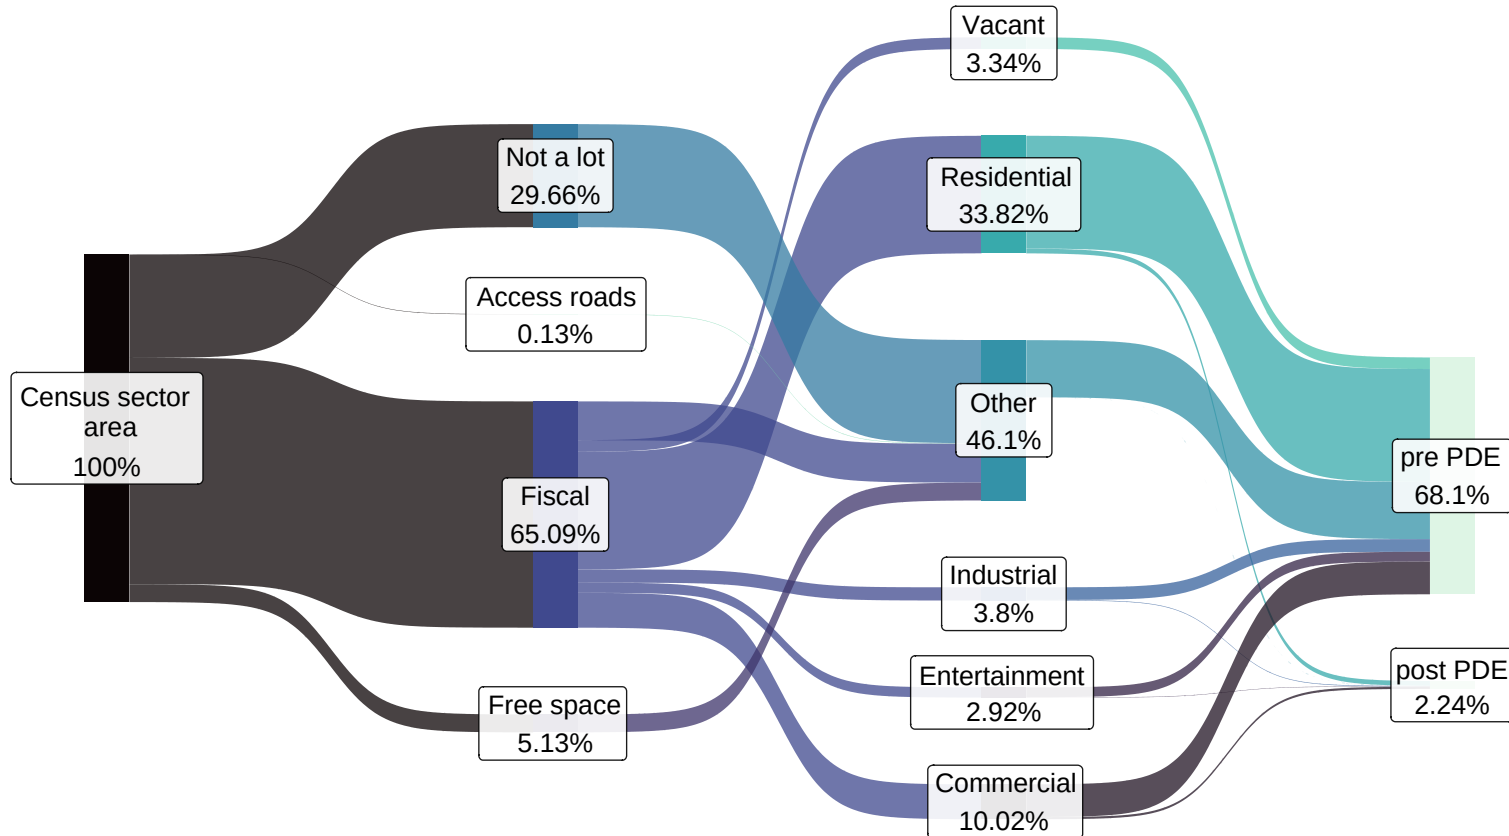 Vacant
3.34%
Not a lot
29.66%
Residential
33.82%
Access roads
0.13%
Census sector
area
100%
Other
46.1%
pre PDE
68.1%
Fiscal
65.09%
Industrial
3.8%
Entertainment
2.92%
post PDE
2.24%
Free space
5.13%
Commercial
10.02%